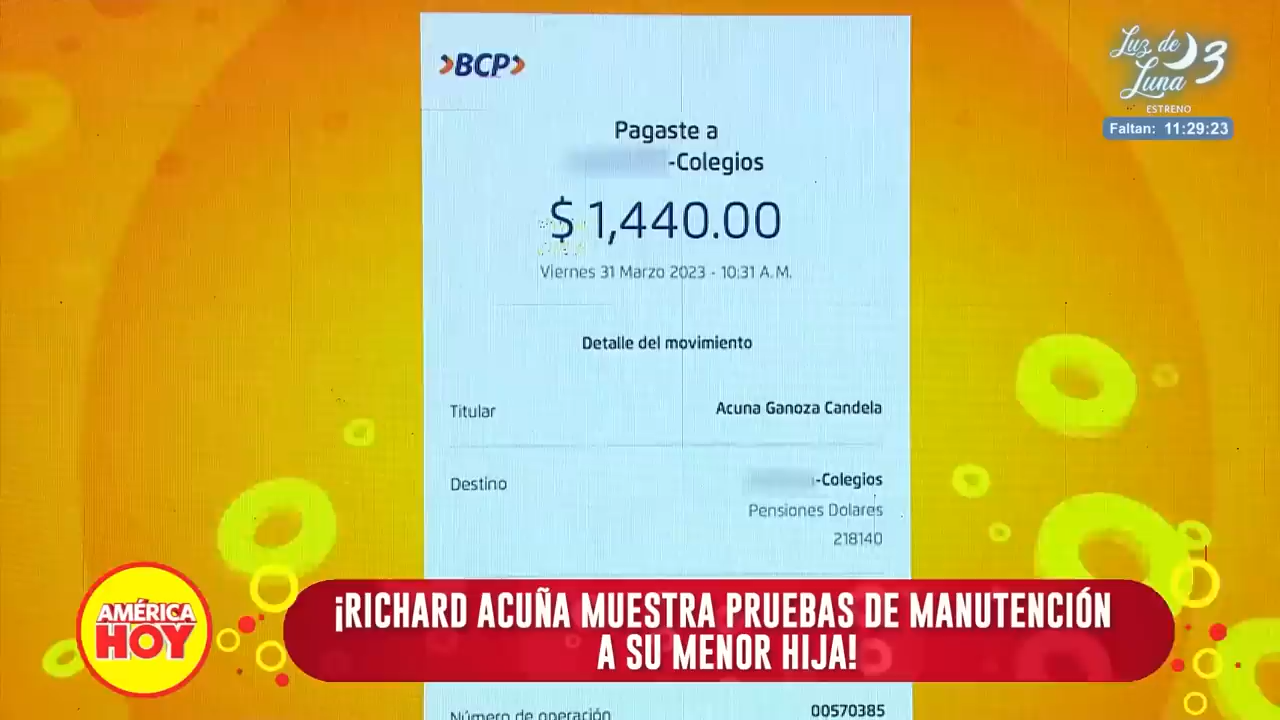 BCP
Luz de
Luna 3
ESTRENO
Faltan: 11:29:23
Pagaste a
-Colegios
$ 1,440.00
Viernes 31 Marzo 2023 - 10:31 A.M.
Detalle del movimiento
Titular Acuna Ganoza Candela
Destino -Colegios
Pensiones Dolares
218140
AMÉRICA
HOY
¡RICHARD ACUÑA MUESTRA PRUEBAS DE MANUTENCIÓN
A SU MENOR HIJA!
Número de operación 00570385